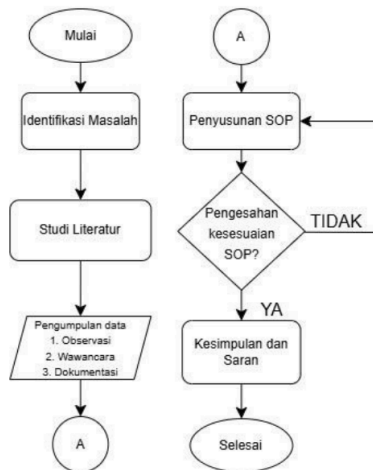 Mulai
Identifikasi Masalah
Studi Literatur
Pengumpulan data
1. Observasi
2. Wawancara
3. Dokumentasi
A
A
Penyusunan SOP
Pengesahan
kesesuaian
SOP?
TIDAK
YA
Kesimpulan dan
Saran
Selesai